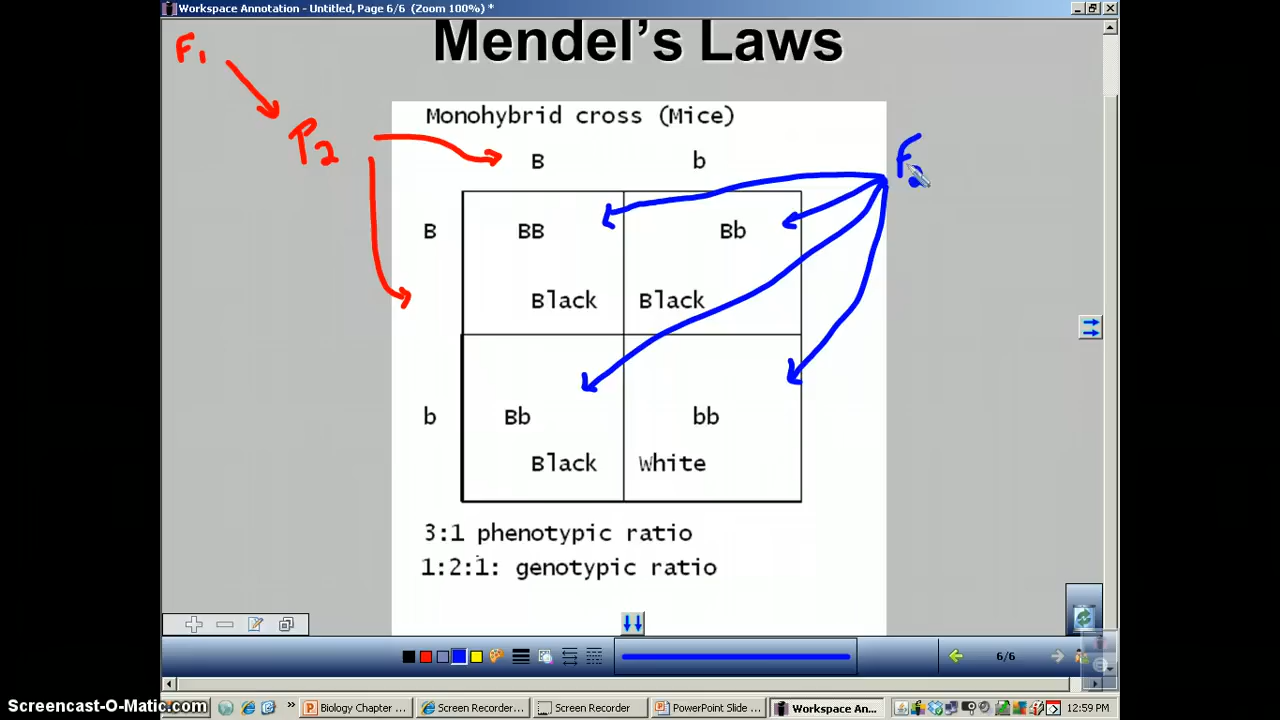 Workspace Annotation - Untitled, Page 6/6 (Zoom 100%) *
Mendel's Laws
F1
P2
F2
Monohybrid cross (Mice)
B b
B BB Bb
Black Black
b Bb bb
Black White
3:1 phenotypic ratio
1:2:1: genotypic ratio
6/6
Screencast-O-Matic.com
Biology Chapter ...
Screen Recorder...
Screen Recorder
PowerPoint Slide ...
Workspace An...
12:59 PM